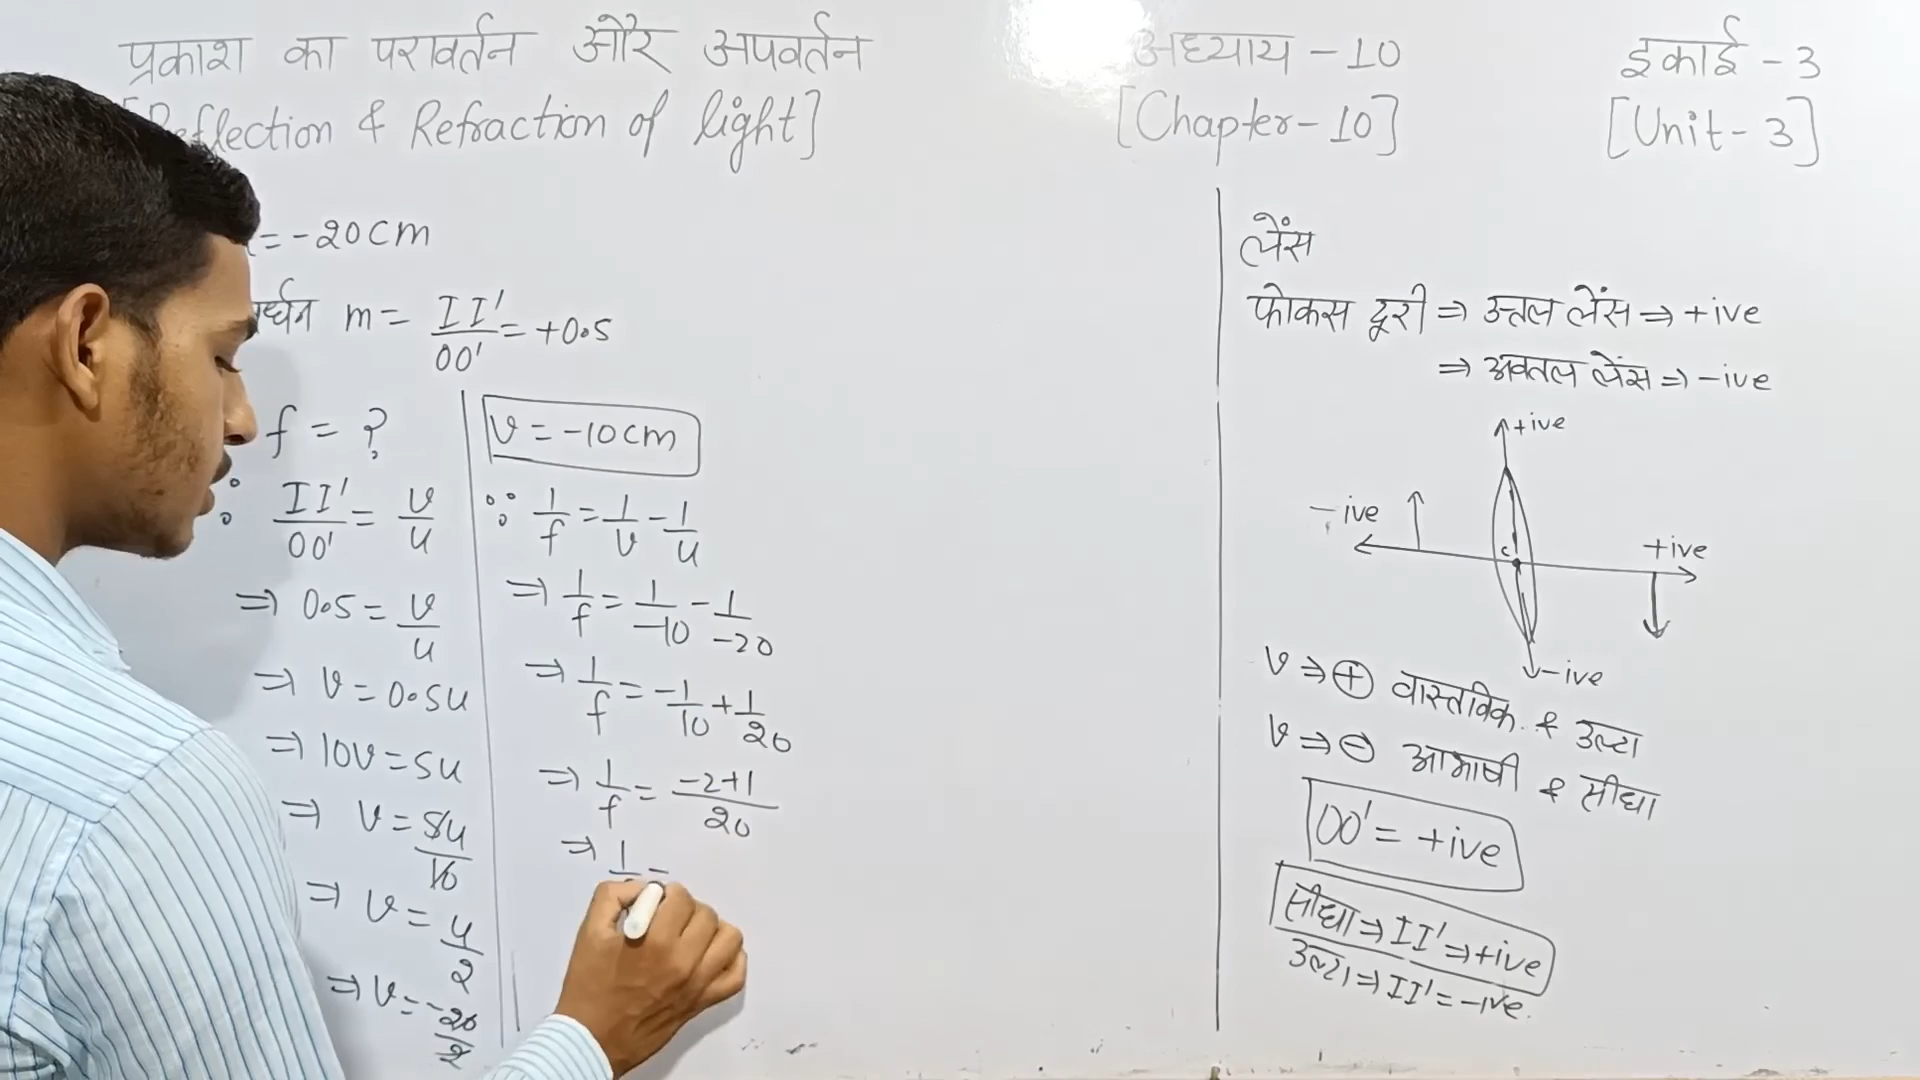 प्रकाश का परावर्तन और अपवर्तन
eflection & Refraction of light]
अध्याय - 10
[Chapter-10]
इकाई - 3
[Unit-3]
= -20 cm
र्धन m = II'/OO' = +0.5
f = ?
∵ II'/OO' = v/u
⇒ 0.5 = v/u
⇒ v = 0.5u
⇒ 10v = 5u
⇒ v = 5u/10
⇒ v = u/2
⇒ v = -20/2
v = -10 cm
∵ 1/f = 1/v - 1/u
⇒ 1/f = 1/-10 - 1/-20
⇒ 1/f = -1/10 + 1/20
⇒ 1/f = -2+1/20
⇒ 1
लेंस
फोकस दूरी ⇒ उत्तल लेंस ⇒ +ive
⇒ अवतल लेंस ⇒ -ive
+ive
-ive
+ive
c
-ive
v ⇒ ⊕ वास्तविक & उल्टा
v ⇒ ⊖ आभाषी & सीधा
OO' = +ive
सीधा ⇒ II' ⇒ +ive
उल्टा ⇒ II' = -ive.